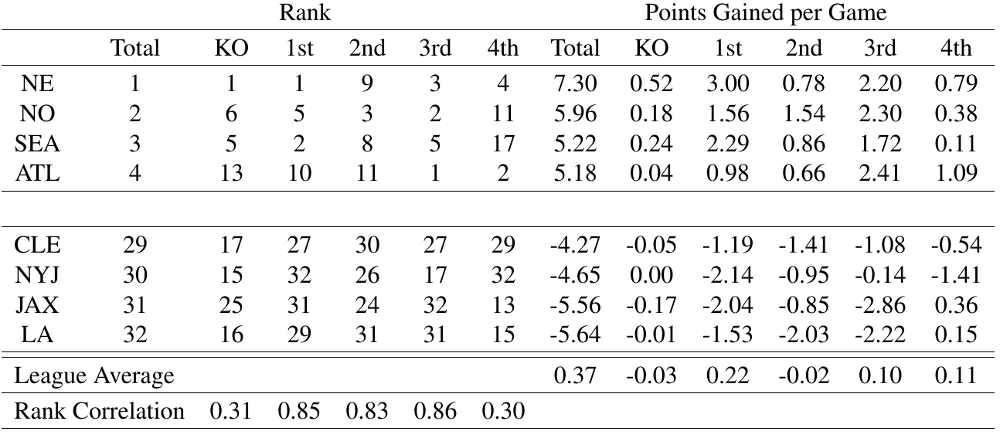 Rank Points Gained per Game
Total KO 1st 2nd 3rd 4th Total KO 1st 2nd 3rd 4th
NE 1 1 1 9 3 4 7.30 0.52 3.00 0.78 2.20 0.79
NO 2 6 5 3 2 11 5.96 0.18 1.56 1.54 2.30 0.38
SEA 3 5 2 8 5 17 5.22 0.24 2.29 0.86 1.72 0.11
ATL 4 13 10 11 1 2 5.18 0.04 0.98 0.66 2.41 1.09
CLE 29 17 27 30 27 29 -4.27 -0.05 -1.19 -1.41 -1.08 -0.54
NYJ 30 15 32 26 17 32 -4.65 0.00 -2.14 -0.95 -0.14 -1.41
JAX 31 25 31 24 32 13 -5.56 -0.17 -2.04 -0.85 -2.86 0.36
LA 32 16 29 31 31 15 -5.64 -0.01 -1.53 -2.03 -2.22 0.15
League Average 0.37 -0.03 0.22 -0.02 0.10 0.11
Rank Correlation 0.31 0.85 0.83 0.86 0.30